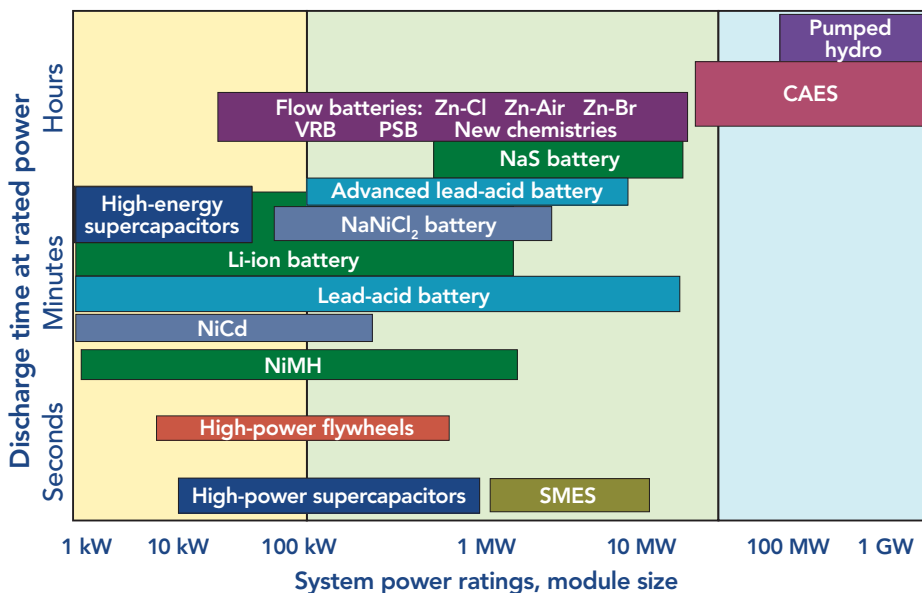 Pumped
hydro
CAES
Flow batteries: Zn-Cl Zn-Air Zn-Br
VRB PSB New chemistries
NaS battery
Advanced lead-acid battery
High-energy
supercapacitors
NaNiCl₂ battery
Li-ion battery
Lead-acid battery
NiCd
NiMH
High-power flywheels
High-power supercapacitors
SMES
Discharge time at rated power
Hours
Minutes
Seconds
1 kW 10 kW 100 kW 1 MW 10 MW 100 MW 1 GW
System power ratings, module size